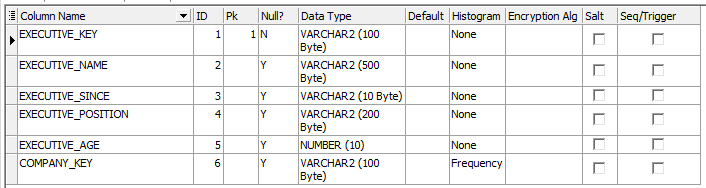 Column Name ID Pk Null? Data Type Default Histogram Encryption Alg Salt Seq/Trigger
EXECUTIVE_KEY 1 1 N VARCHAR2 (100 None
Byte)
EXECUTIVE_NAME 2 Y VARCHAR2 (500 None
Byte)
EXECUTIVE_SINCE 3 Y VARCHAR2 (10 Byte) None
EXECUTIVE_POSITION 4 Y VARCHAR2 (200 None
Byte)
EXECUTIVE_AGE 5 Y NUMBER (10) None
COMPANY_KEY 6 Y VARCHAR2 (100 Frequency
Byte)